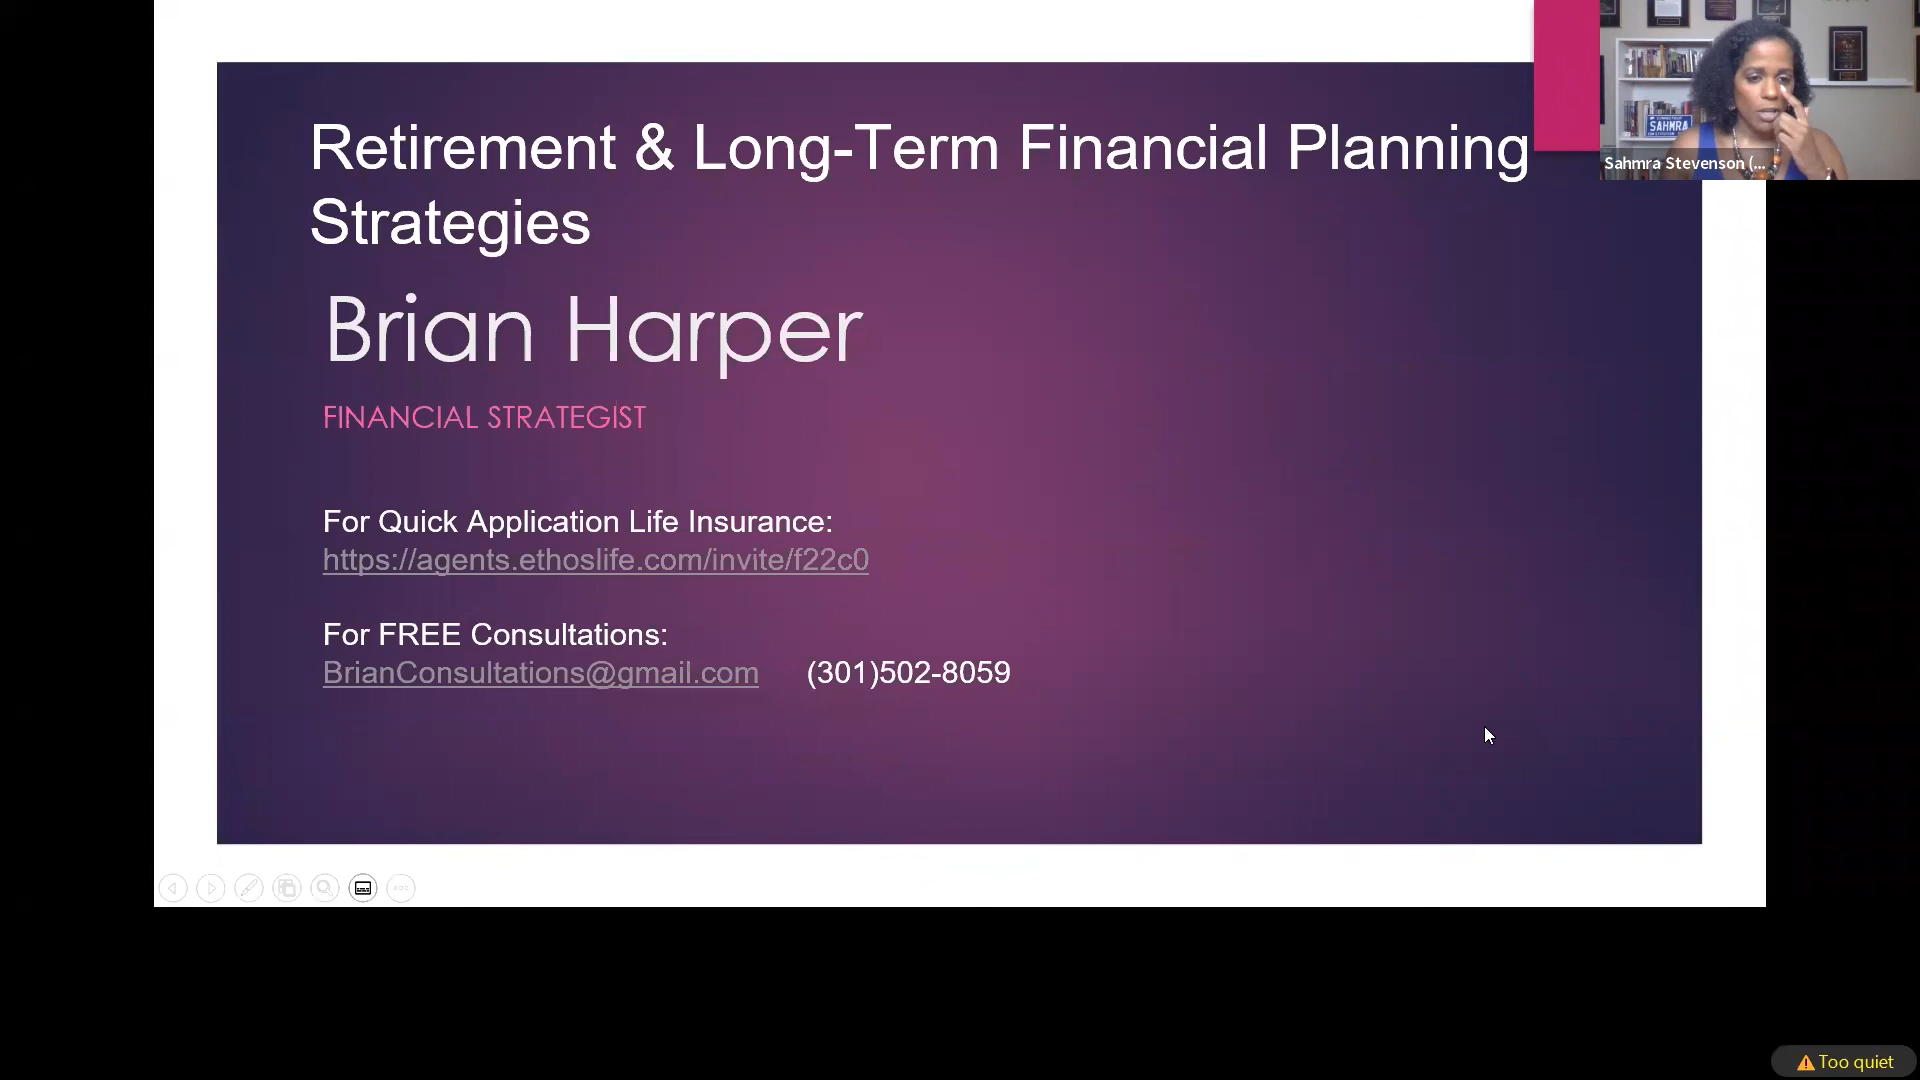 Retirement & Long-Term Financial Planning
Strategies
Brian Harper
FINANCIAL STRATEGIST
For Quick Application Life Insurance:
https://agents.ethoslife.com/invite/f22c0
For FREE Consultations:
BrianConsultations@gmail.com (301)502-8059
SAHMRA
Sahmra Stevenson (...
Too quiet